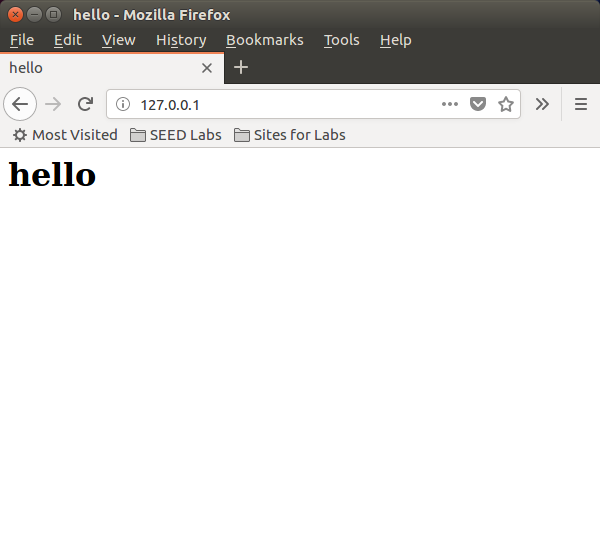 hello - Mozilla Firefox
File Edit View History Bookmarks Tools Help
hello
127.0.0.1
Most Visited SEED Labs Sites for Labs
hello